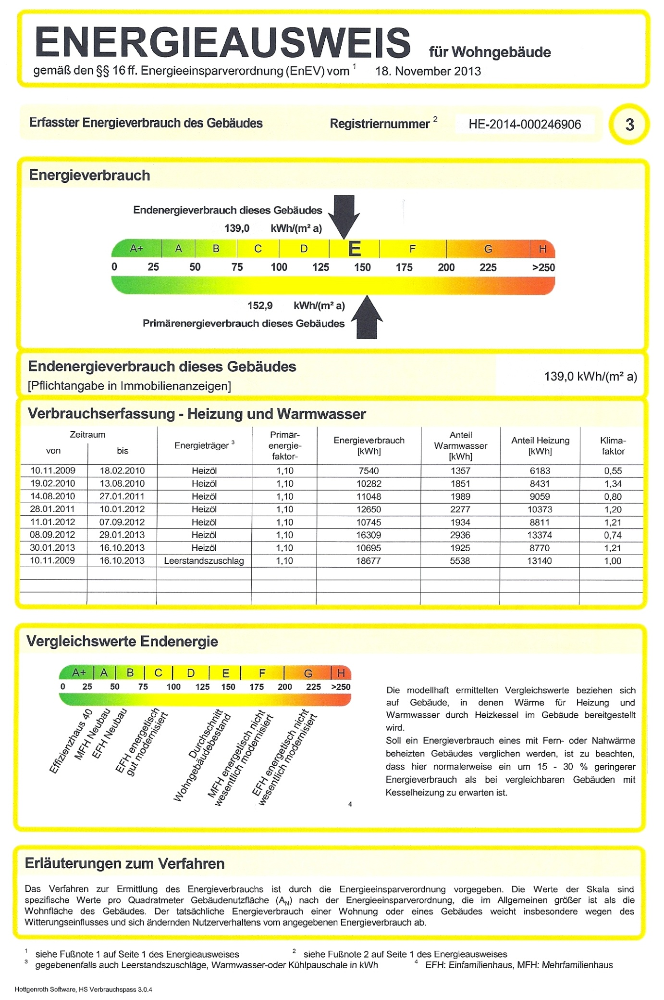 ENERGIEAUSWEIS für Wohngebäude
gemäß den §§ 16 ff. Energieeinsparverordnung (EnEV) vom 1 18. November 2013
Erfasster Energieverbrauch des Gebäudes Registriernummer 2 HE-2014-000246906 3
Energieverbrauch
Endenergieverbrauch dieses Gebäudes
139,0 kWh/(m² a)
A+ A B C D E F G H
0 25 50 75 100 125 150 175 200 225 >250
152,9 kWh/(m² a)
Primärenergieverbrauch dieses Gebäudes
Endenergieverbrauch dieses Gebäudes
[Pflichtangabe in Immobilienanzeigen]
139,0 kWh/(m² a)
Verbrauchserfassung - Heizung und Warmwasser
Zeitraum
von bis
Energieträger 3
Primär-
energie-
faktor-
Energieverbrauch
[kWh]
Anteil
Warmwasser
[kWh]
Anteil Heizung
[kWh]
Klima-
faktor
10.11.2009 18.02.2010 Heizöl 1,10 7540 1357 6183 0,55
19.02.2010 13.08.2010 Heizöl 1,10 10282 1851 8431 1,34
14.08.2010 27.01.2011 Heizöl 1,10 11048 1989 9059 0,80
28.01.2011 10.01.2012 Heizöl 1,10 12650 2277 10373 1,20
11.01.2012 07.09.2012 Heizöl 1,10 10745 1934 8811 1,21
08.09.2012 29.01.2013 Heizöl 1,10 16309 2936 13374 0,74
30.01.2013 16.10.2013 Heizöl 1,10 10695 1925 8770 1,21
10.11.2009 16.10.2013 Leerstandszuschlag 1,10 18677 5538 13140 1,00
Vergleichswerte Endenergie
A+ A B C D E F G H
0 25 50 75 100 125 150 175 200 225 >250
Effizienzhaus 40
MFH Neubau
EFH Neubau
EFH energetisch
gut modernisiert
Durchschnitt
Wohngebäudebestand
MFH energetisch nicht
wesentlich modernisiert
EFH energetisch nicht
wesentlich modernisiert
4
Die modellhaft ermittelten Vergleichswerte beziehen sich
auf Gebäude, in denen Wärme für Heizung und
Warmwasser durch Heizkessel im Gebäude bereitgestellt
wird.
Soll ein Energieverbrauch eines mit Fern- oder Nahwärme
beheizten Gebäudes verglichen werden, ist zu beachten,
dass hier normalerweise ein um 15 - 30 % geringerer
Energieverbrauch als bei vergleichbaren Gebäuden mit
Kesselheizung zu erwarten ist.
Erläuterungen zum Verfahren
Das Verfahren zur Ermittlung des Energieverbrauchs ist durch die Energieeinsparverordnung vorgegeben. Die Werte der Skala sind
spezifische Werte pro Quadratmeter Gebäudenutzfläche (AN) nach der Energieeinsparverordnung, die im Allgemeinen größer ist als die
Wohnfläche des Gebäudes. Der tatsächliche Energieverbrauch einer Wohnung oder eines Gebäudes weicht insbesondere wegen des
Witterungseinflusses und sich ändernden Nutzerverhaltens vom angegebenen Energieverbrauch ab.
1 siehe Fußnote 1 auf Seite 1 des Energieausweises 2 siehe Fußnote 2 auf Seite 1 des Energieausweises
3 gegebenenfalls auch Leerstandszuschläge, Warmwasser-oder Kühlpauschale in kWh 4 EFH: Einfamilienhaus, MFH: Mehrfamilienhaus
Hottgenroth Software, HS Verbrauchspass 3.0.4